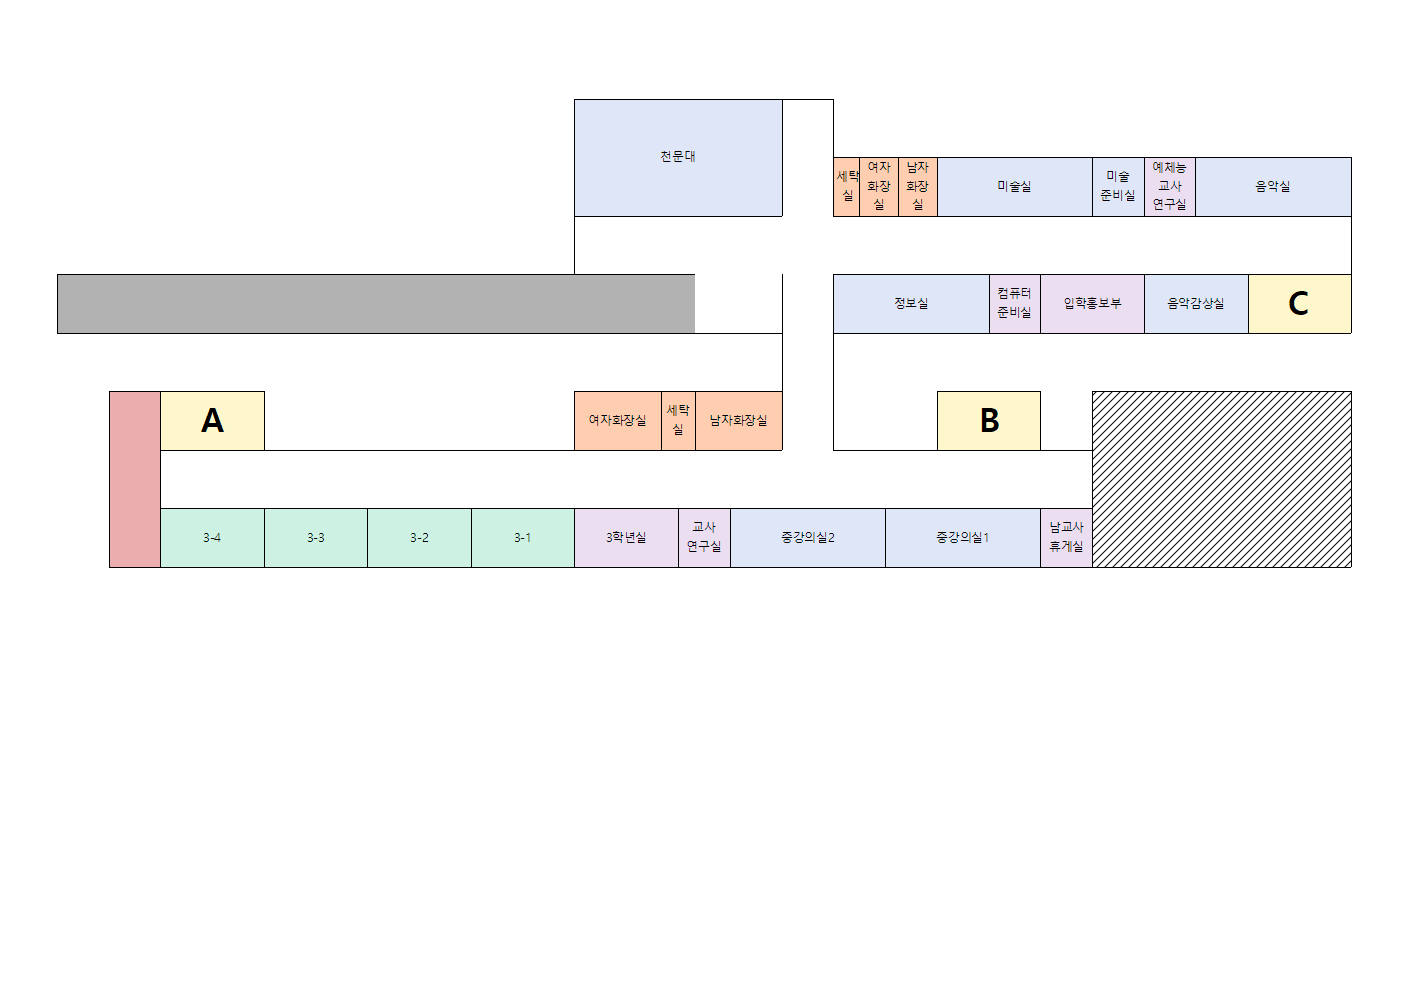 천문대
세탁
실
여자
화장
실
남자
화장
실
미술실
미술
준비실
예체능
교사
연구실
음악실
정보실
컴퓨터
준비실
입학홍보부
음악감상실
C
A
여자화장실
세탁
실
남자화장실
B
3-4
3-3
3-2
3-1
3학년실
교사
연구실
중강의실2
중강의실1
남교사
휴게실